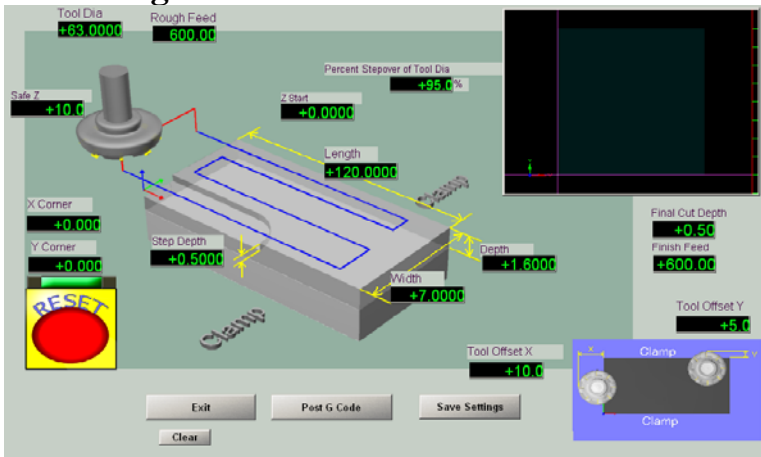 Tool Dia
+63.0000
Rough Feed
600.00
Percent Stepover of Tool Dia
+95.0%
Safe Z
+10.0
Z Start
+0.0000
Length
+120.0000
Clamp
X Corner
+0.000
Y Corner
+0.000
Step Depth
+0.5000
Depth
+1.6000
Width
+7.0000
Clamp
Final Cut Depth
+0.50
Finish Feed
+600.00
Tool Offset Y
+5.0
RESET
Tool Offset X
+10.0
X
Clamp
Y
Clamp
Exit
Post G Code
Save Settings
Clear